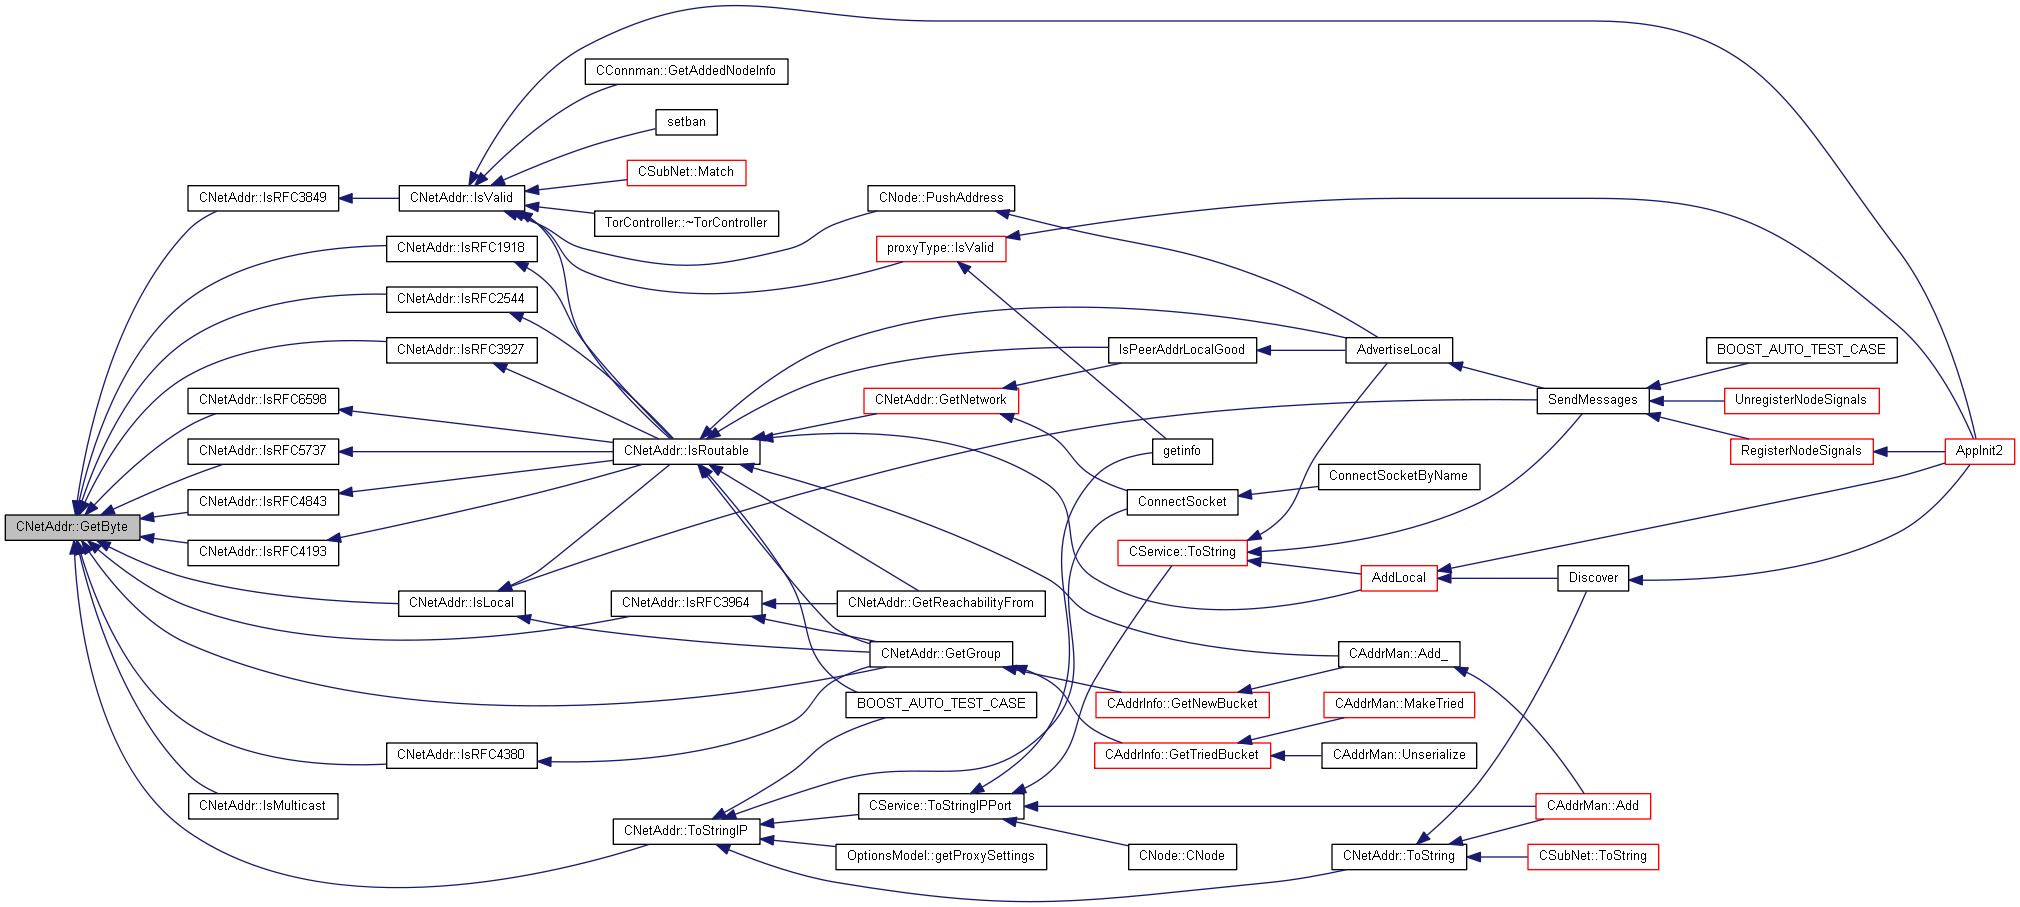 CConnman::GetAddedNodeInfo
setban
CSubNet::Match
CNetAddr::IsRFC3849
CNetAddr::IsValid
CNode::PushAddress
TorController::~TorController
CNetAddr::IsRFC1918
proxyType::IsValid
CNetAddr::IsRFC2544
CNetAddr::IsRFC3927
IsPeerAddrLocalGood
AdvertiseLocal
BOOST_AUTO_TEST_CASE
CNetAddr::IsRFC6598
CNetAddr::GetNetwork
SendMessages
UnregisterNodeSignals
CNetAddr::IsRFC5737
CNetAddr::IsRoutable
getinfo
RegisterNodeSignals
AppInit2
ConnectSocketByName
CNetAddr::IsRFC4843
ConnectSocket
CNetAddr::GetByte
CNetAddr::IsRFC4193
CService::ToString
AddLocal
Discover
CNetAddr::IsLocal
CNetAddr::IsRFC3964
CNetAddr::GetReachabilityFrom
CNetAddr::GetGroup
CAddrMan::Add_
BOOST_AUTO_TEST_CASE
CAddrInfo::GetNewBucket
CAddrMan::MakeTried
CNetAddr::IsRFC4380
CAddrInfo::GetTriedBucket
CAddrMan::Unserialize
CNetAddr::IsMulticast
CService::ToStringIPPort
CAddrMan::Add
CNetAddr::ToStringIP
OptionsModel::getProxySettings
CNode::CNode
CNetAddr::ToString
CSubNet::ToString